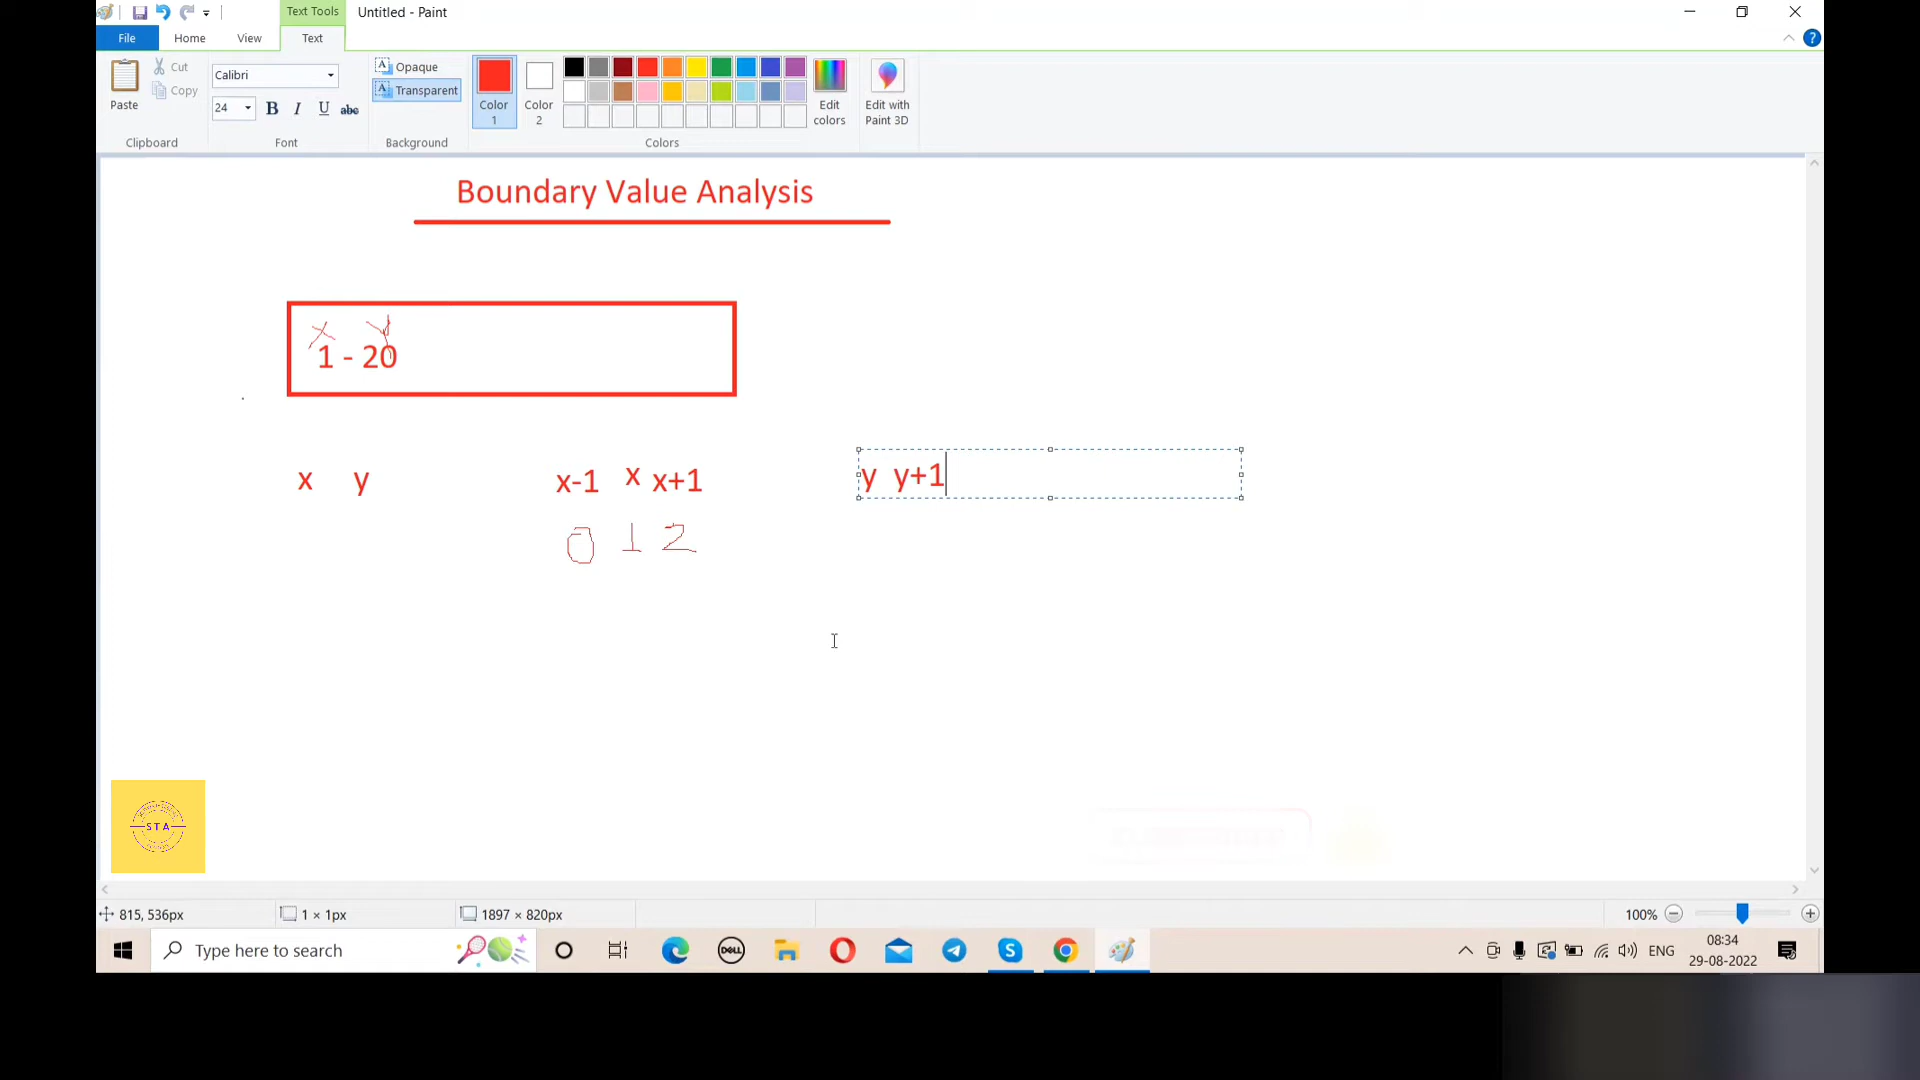 Text Tools
Untitled - Paint
File
Home
View
Text
Paste
Cut
Copy
Clipboard
Calibri
24
B I U abc
Font
Opaque
Transparent
Background
Color 1
Color 2
Colors
Edit colors
Edit with Paint 3D
Boundary Value Analysis
X Y
1 - 20
x y
x-1 x x+1
y y+1
0 1 2
STA
815, 536px
1 × 1px
1897 × 820px
100%
Type here to search
DELL
ENG
08:34
29-08-2022